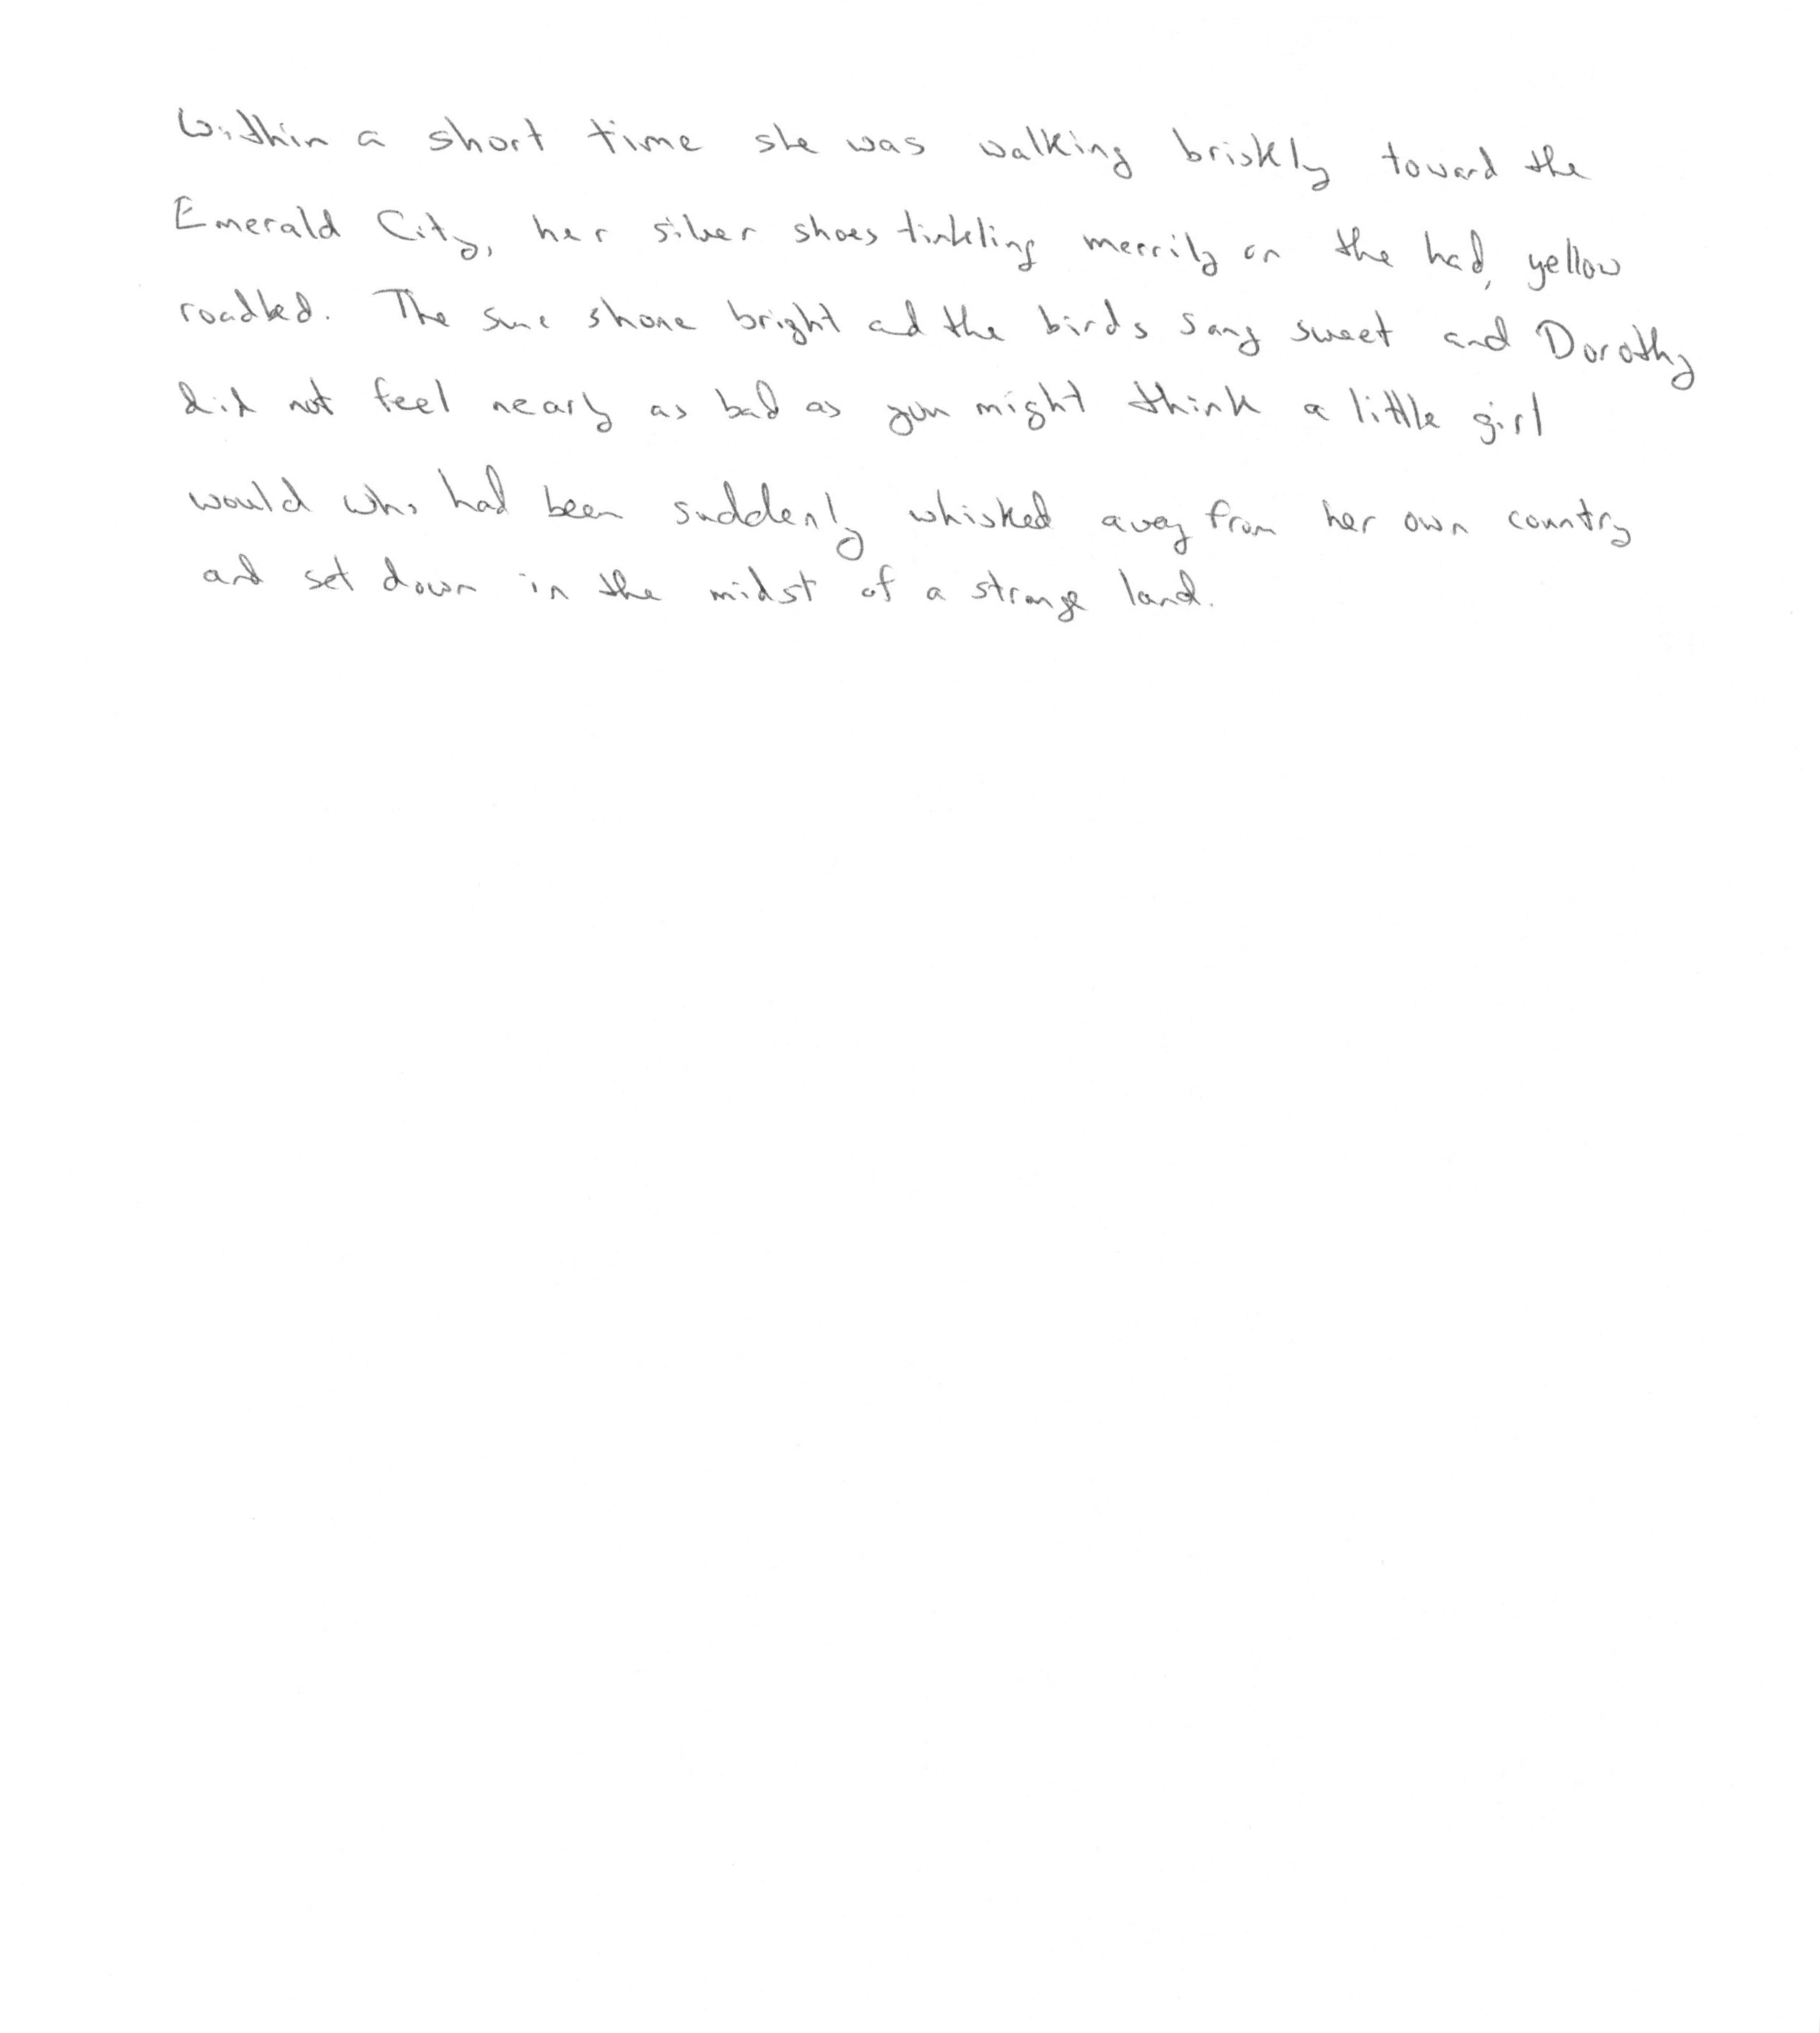 Within a short time she was walking briskly toward the
Emerald City, her silver shoes tinkling merrily on the had, yellow
roadbed. The sune shone bright ad the birds sang sweet and Dorothy
did not feel nearly as bad as you might think a little girl
would who had been suddenly whisked away from her own country
and set down in the midst of a strange land.